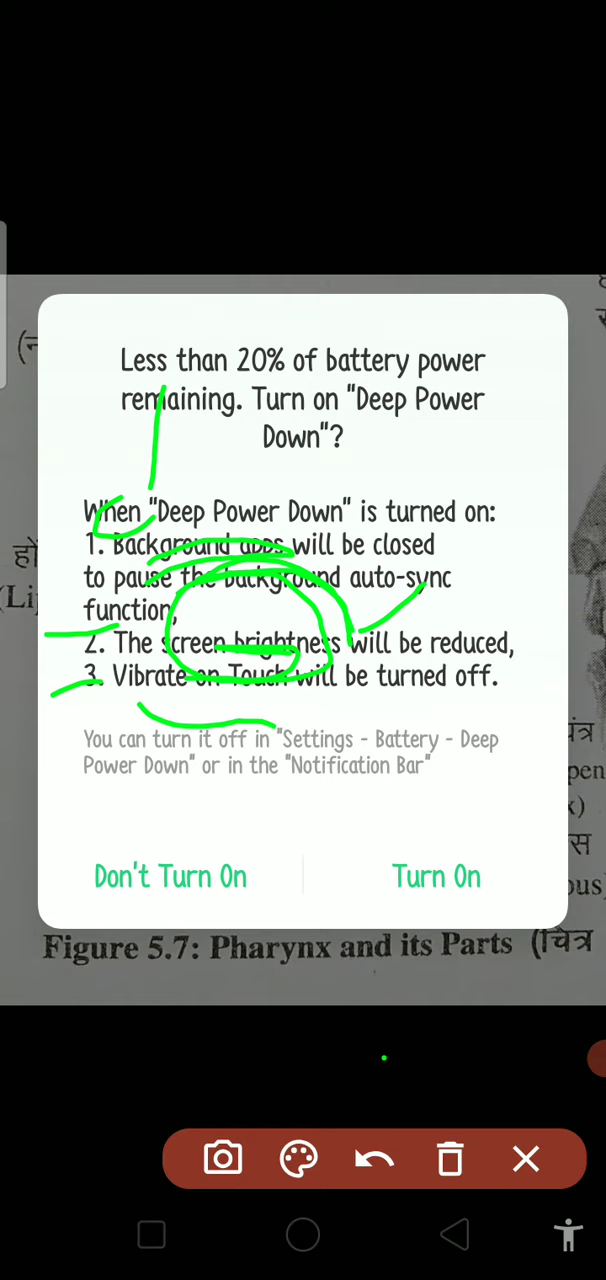 Less than 20% of battery power
remaining. Turn on "Deep Power
Down"?
When "Deep Power Down" is turned on:
1. Background apps will be closed
to pause the background auto-sync
function,
2. The screen brightness will be reduced,
3. Vibrate on Touch will be turned off.
You can turn it off in "Settings - Battery - Deep
Power Down" or in the "Notification Bar"
Don't Turn On
Turn On
Figure 5.7: Pharynx and its Parts (चित्र